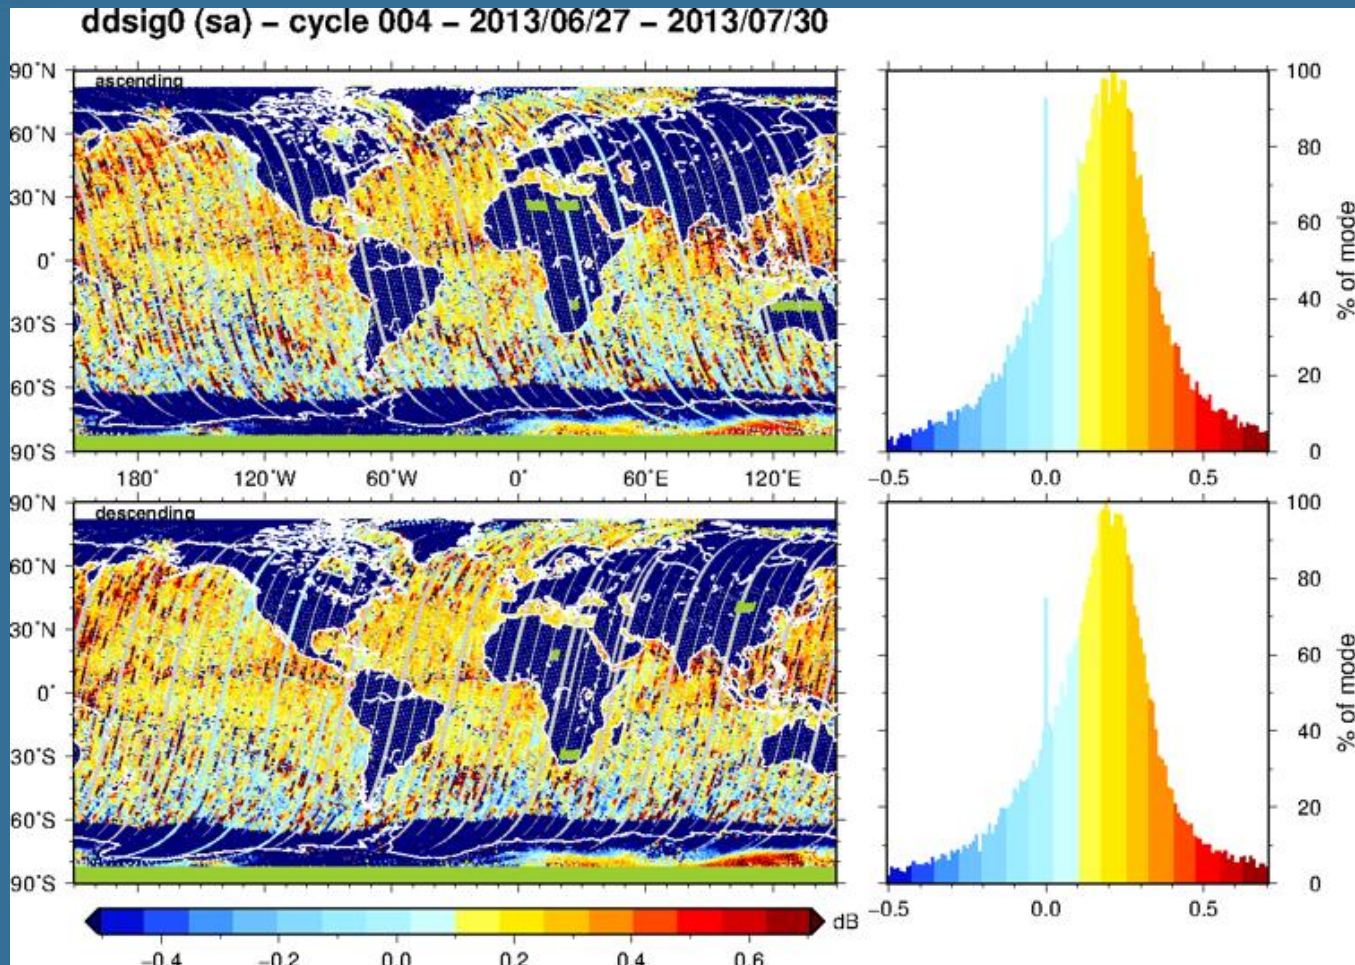 ddsig0 (sa) – cycle 004 – 2013/06/27 – 2013/07/30
ascending
90°N
60°N
30°N
0°
30°S
60°S
90°S
180° 120°W 60°W 0° 60°E 120°E
100
80
60
40
20
0
% of mode
−0.5 0.0 0.5
descending
90°N
60°N
30°N
0°
30°S
60°S
90°S
100
80
60
40
20
0
% of mode
−0.5 0.0 0.5
dB
−0.4 −0.2 0.0 0.2 0.4 0.6